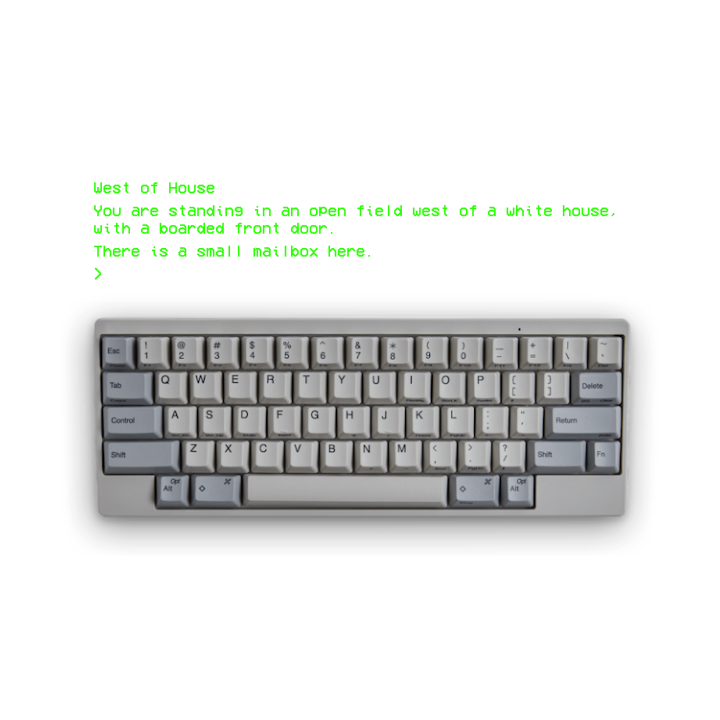 West of House
You are standing in an open field west of a white house,
with a boarded front door.
There is a small mailbox here.
>
Esc ! 1 @ 2 # 3 $ 4 % 5 ^ 6 & 7 * 8 ( 9 ) 0 _ - + = | \ ~ `
Tab Q W E R T Y U I O P { [ } ] Delete
Control A S D F G H J K L : ; " ' Return
Shift Z X C V B N M < , > . ? / Shift Fn
Alt Opt ◇ ⌘ ◇ ⌘ Alt Opt